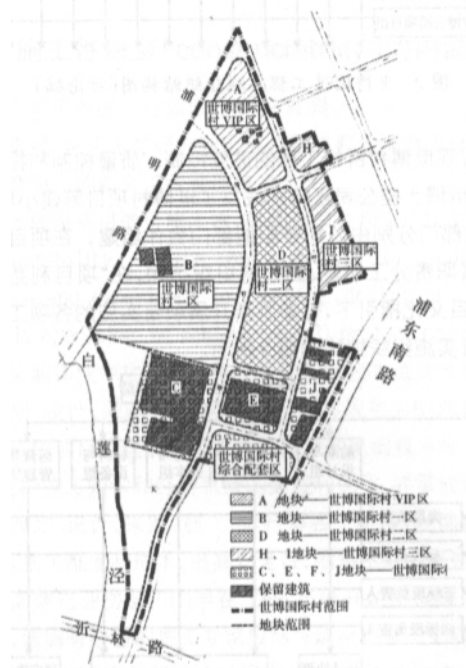 A
世博国际
村VIP区
浦
明
路
H
I
世博国际
村三区
B
世博国际
村一区
D
世博国际
村二区
浦
东
南
路
白
莲
泾
C
E
J
世博国际村
综合配套区
K
A 地块——世博国际村VIP区
B 地块——世博国际村一区
D 地块——世博国际村二区
H、I地块——世博国际村三区
C、E、F、J地块——世博国际
保留建筑
世博国际村范围
地块范围
沂林路